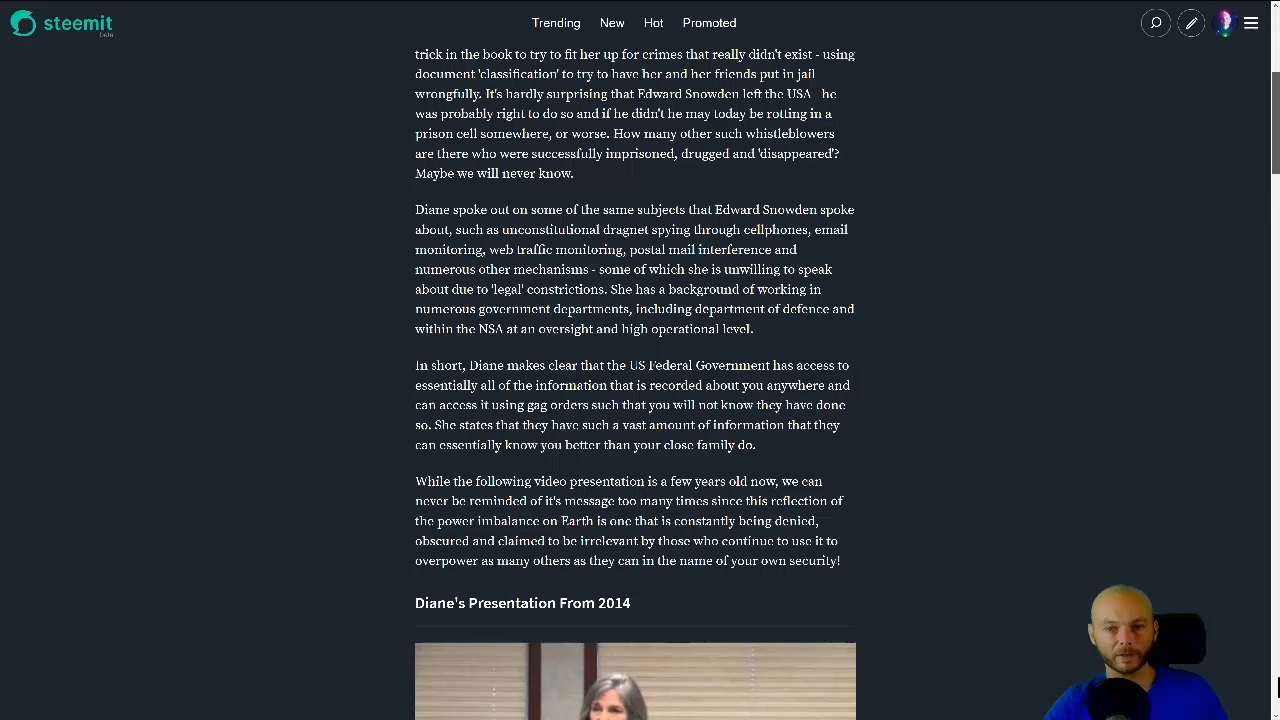 steemit
beta
Trending New Hot Promoted
trick in the book to try to fit her up for crimes that really didn't exist - using
document 'classification' to try to have her and her friends put in jail
wrongfully. It's hardly surprising that Edward Snowden left the USA - he
was probably right to do so and if he didn't he may today be rotting in a
prison cell somewhere, or worse. How many other such whistleblowers
are there who were successfully imprisoned, drugged and 'disappeared'?
Maybe we will never know.
Diane spoke out on some of the same subjects that Edward Snowden spoke
about, such as unconstitutional dragnet spying through cellphones, email
monitoring, web traffic monitoring, postal mail interference and
numerous other mechanisms - some of which she is unwilling to speak
about due to 'legal' constrictions. She has a background of working in
numerous government departments, including department of defence and
within the NSA at an oversight and high operational level.
In short, Diane makes clear that the US Federal Government has access to
essentially all of the information that is recorded about you anywhere and
can access it using gag orders such that you will not know they have done
so. She states that they have such a vast amount of information that they
can essentially know you better than your close family do.
While the following video presentation is a few years old now, we can
never be reminded of it's message too many times since this reflection of
the power imbalance on Earth is one that is constantly being denied,
obscured and claimed to be irrelevant by those who continue to use it to
overpower as many others as they can in the name of your own security!
Diane's Presentation From 2014